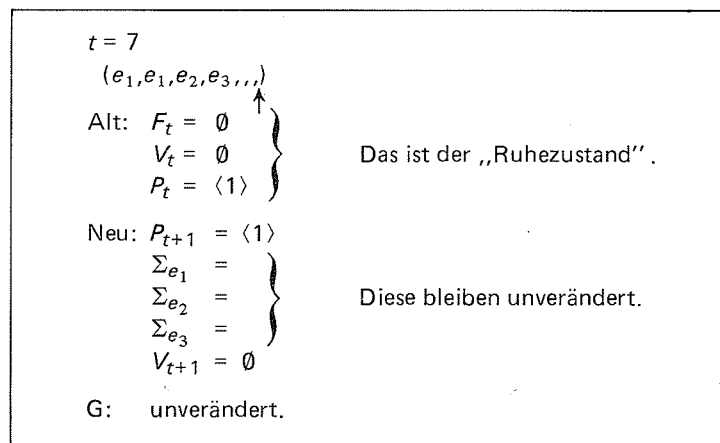 t = 7
(e₁,e₁,e₂,e₃,,,)
↑
Alt: Fₜ = ∅
Vₜ = ∅
Pₜ = ⟨1⟩
Das ist der ,,Ruhezustand".
Neu: Pₜ₊₁ = ⟨1⟩
Σe₁ =
Σe₂ =
Σe₃ =
Diese bleiben unverändert.
Vₜ₊₁ = ∅
G: unverändert.